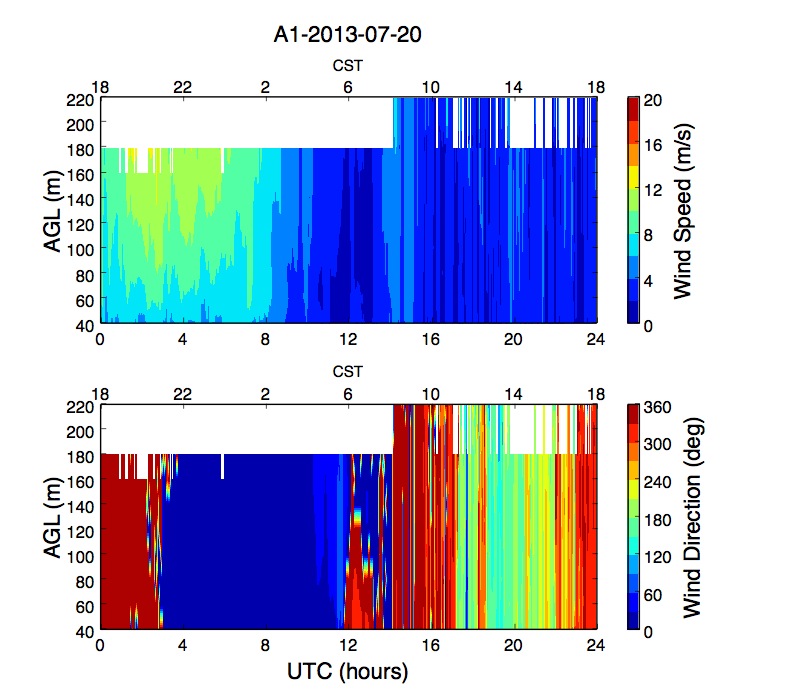 A1-2013-07-20
CST
18 22 2 6 10 14 18
220
200
180
160
140
120
100
80
60
40
AGL (m)
0 4 8 12 16 20 24
20
16
12
8
4
0
Wind Speed (m/s)
CST
18 22 2 6 10 14 18
220
200
180
160
140
120
100
80
60
40
AGL (m)
0 4 8 12 16 20 24
UTC (hours)
360
300
240
180
120
60
0
Wind Direction (deg)